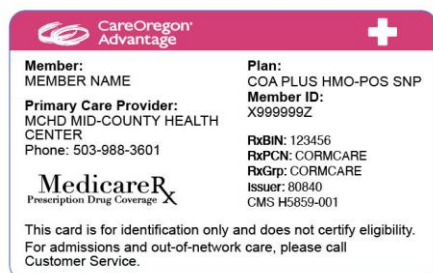 CareOregon®
Advantage
Member:
MEMBER NAME
Primary Care Provider:
MCHD MID-COUNTY HEALTH
CENTER
Phone: 503-988-3601
MedicareRx
Prescription Drug Coverage
Plan:
COA PLUS HMO-POS SNP
Member ID:
X999999Z
RxBIN: 123456
RxPCN: CORMCARE
RxGrp: CORMCARE
Issuer: 80840
CMS H5859-001
This card is for identification only and does not certify eligibility.
For admissions and out-of-network care, please call
Customer Service.